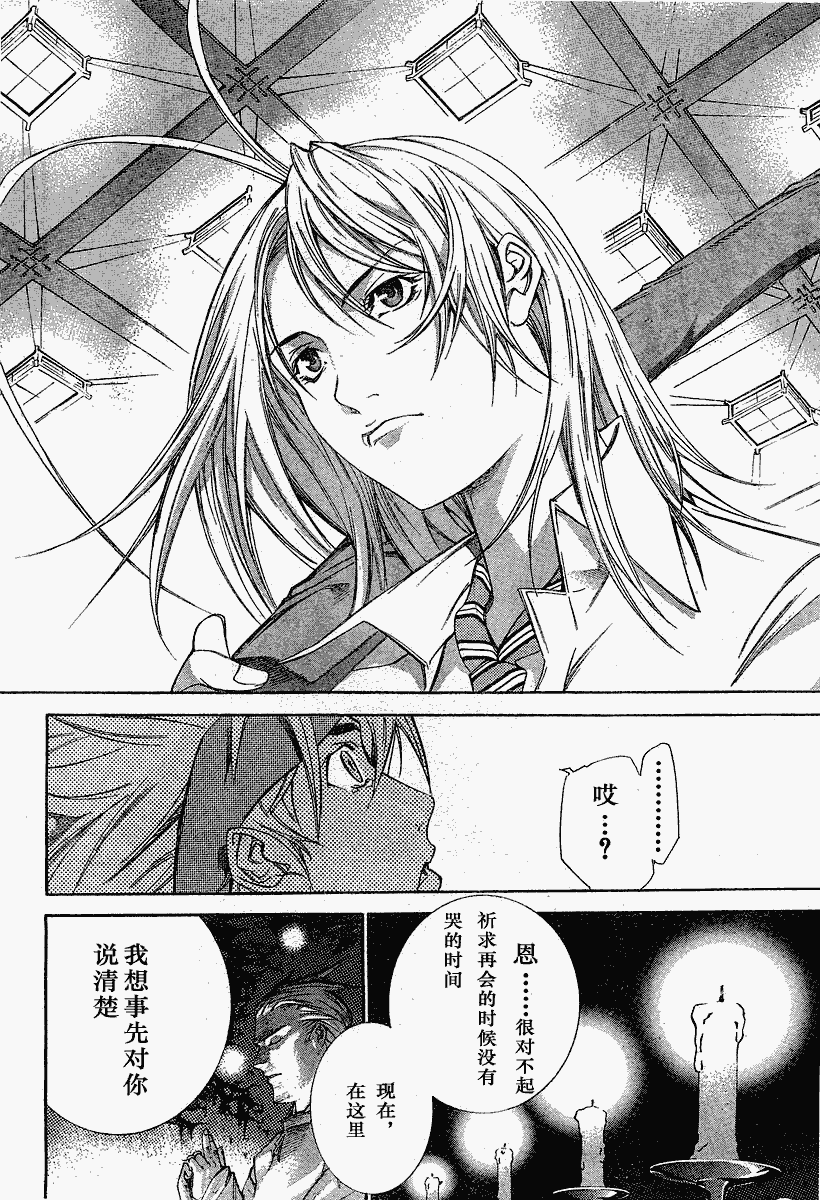 …………
哎…?
恩……很对不起
祈求再会的时候没有
哭的时间
现在，
在这里
我想事先对你
说清楚